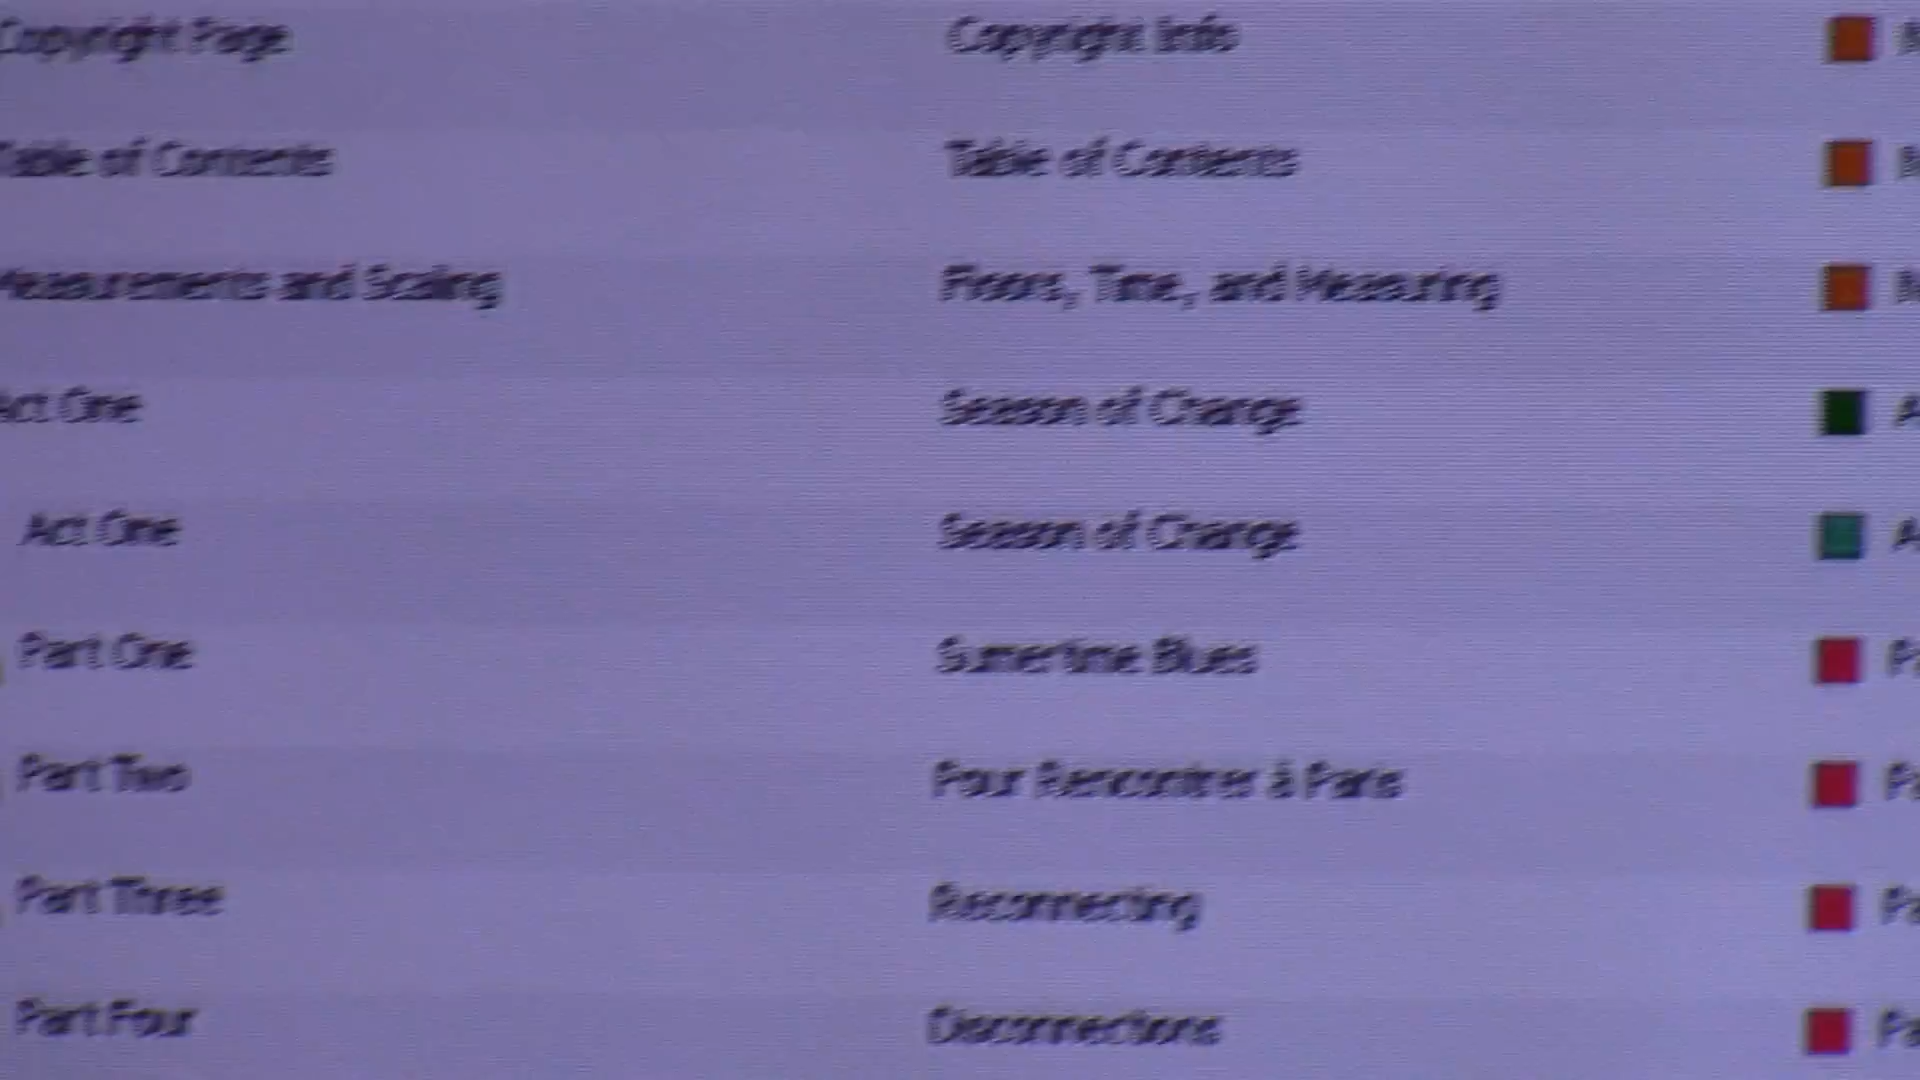 Copyright Page Copyright Info
Table of Contents Table of Contents
Measurements and Scaling Floors, Time, and Measuring
Act One Season of Change
Act One Season of Change
Part One Sumertime Blues
Part Two Pour Rencontrer à Paris
Part Three Reconnecting
Part Four Disconnections